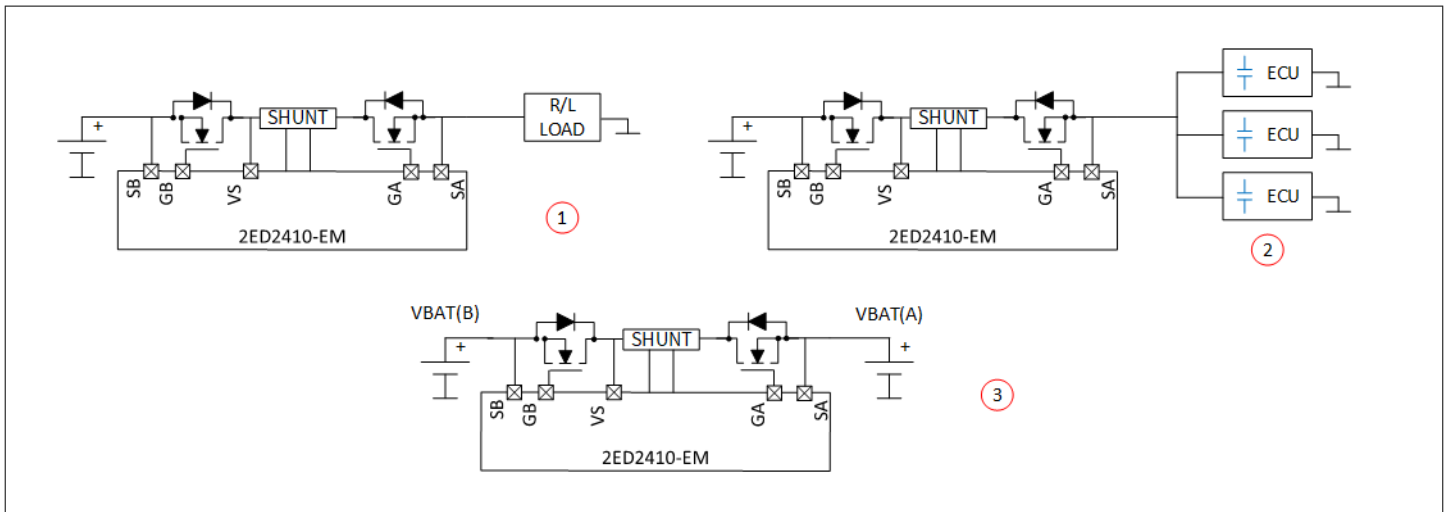 SHUNT
R/L
LOAD
+
SB
GB
VS
GA
SA
2ED2410-EM
1
SHUNT
ECU
ECU
ECU
+
SB
GB
VS
GA
SA
2ED2410-EM
2
VBAT(B)
VBAT(A)
SHUNT
+
+
SB
GB
VS
GA
SA
2ED2410-EM
3